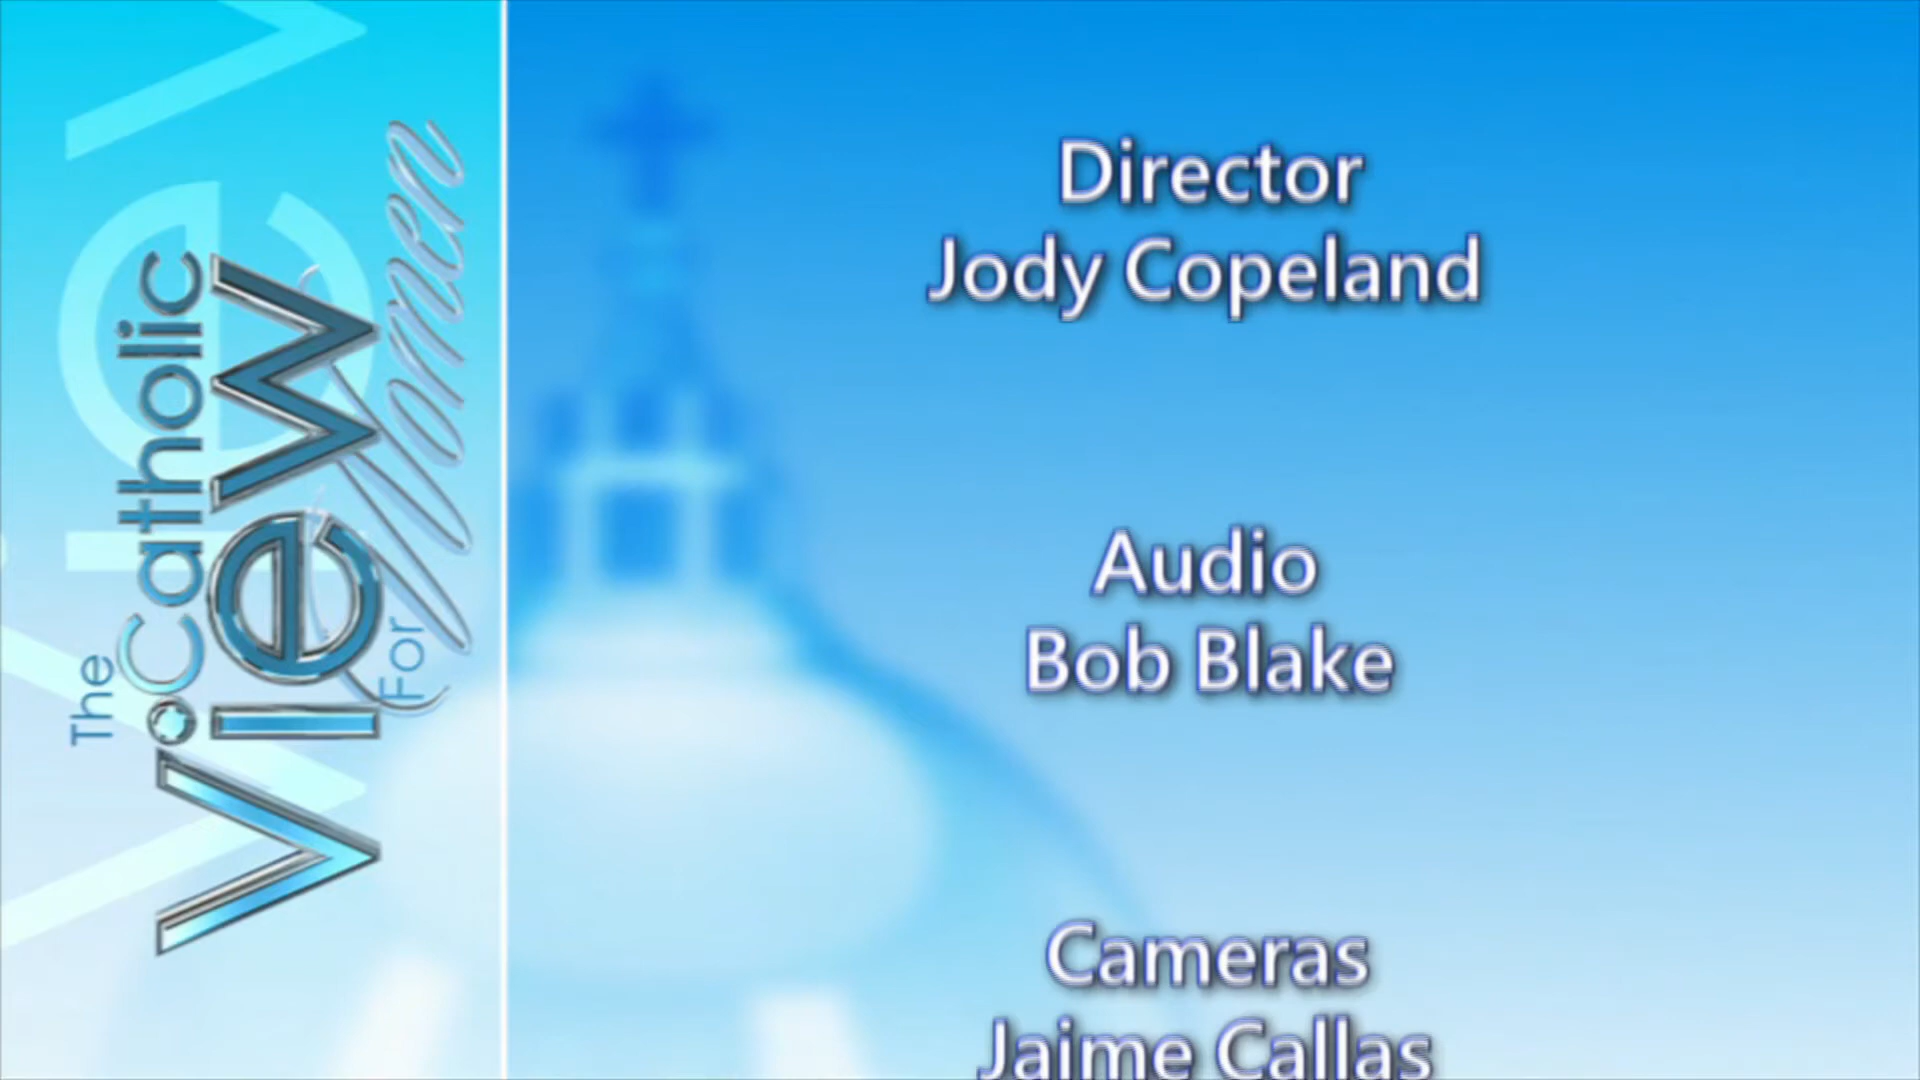 The Catholic
View
For Women
Director
Jody Copeland
Audio
Bob Blake
Cameras
Jaime Callas